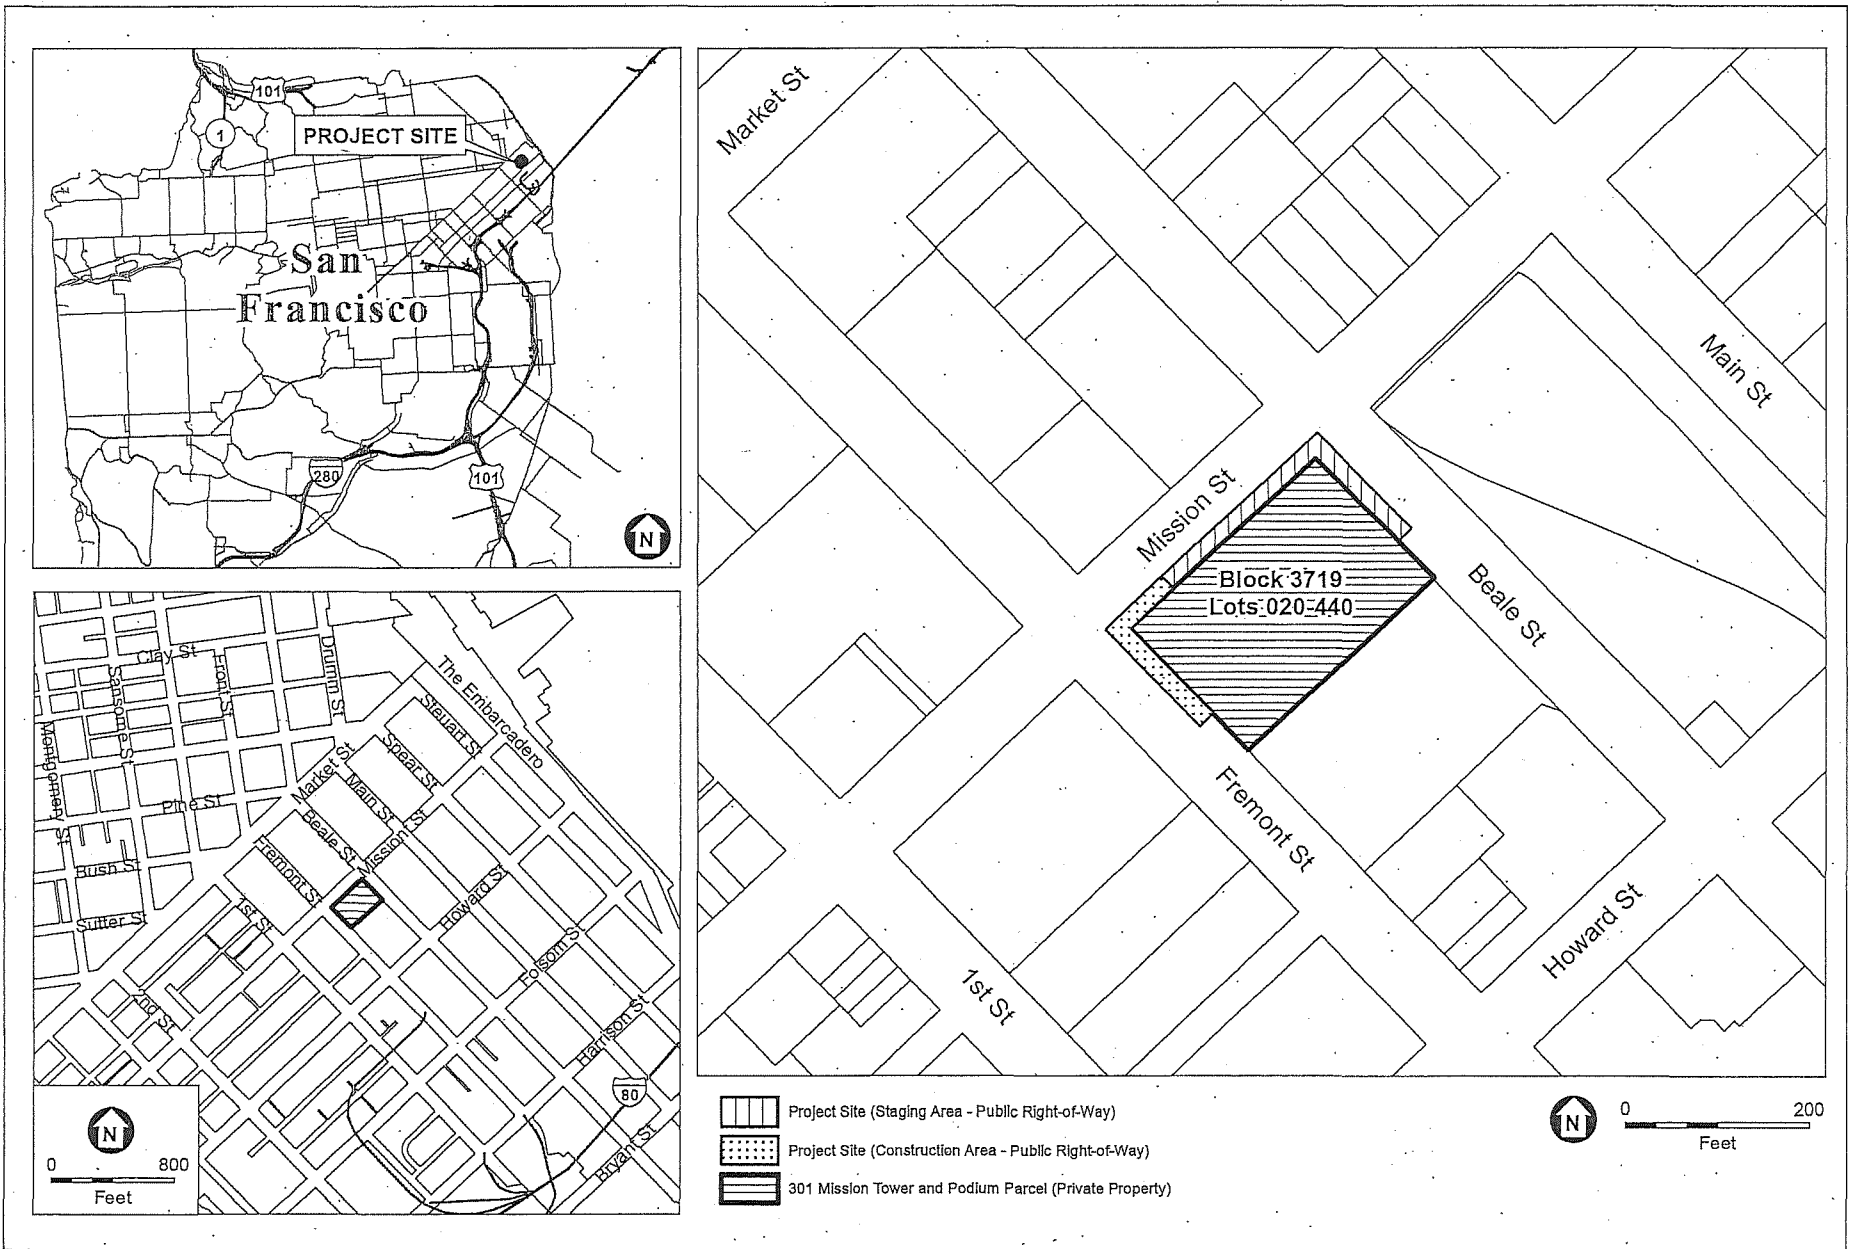 101
1
PROJECT SITE
San
Francisco
280
101
N
Clay St
Front St
Drumm St
Sansome St
Montgomery St
Pine St
Bush St
Sutter St
The Embarcadero
Steuart St
Spear St
Market St
Main St
Beale St
Mission St
Fremont St
1st St
Howard St
2nd St
Folsom St
Harrison St
80
Bryant St
N
0 800
Feet
Market St
Main St
Mission St
Block 3719
Lots 020-440
Beale St
Fremont St
Howard St
1st St
Project Site (Staging Area - Public Right-of-Way)
Project Site (Construction Area - Public Right-of-Way)
301 Mission Tower and Podium Parcel (Private Property)
N
0 200
Feet